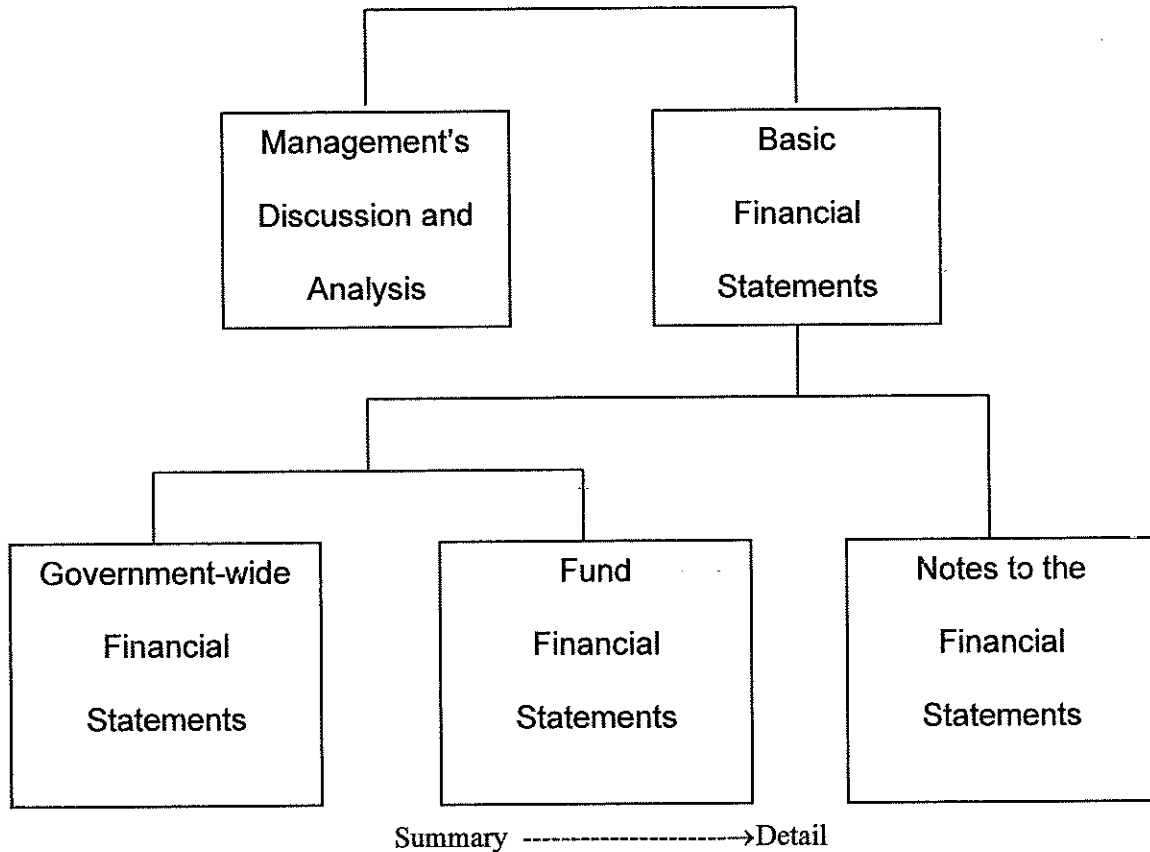 Management's
Discussion and
Analysis
Basic
Financial
Statements
Government-wide
Financial
Statements
Fund
Financial
Statements
Notes to the
Financial
Statements
Summary ---------------------→Detail